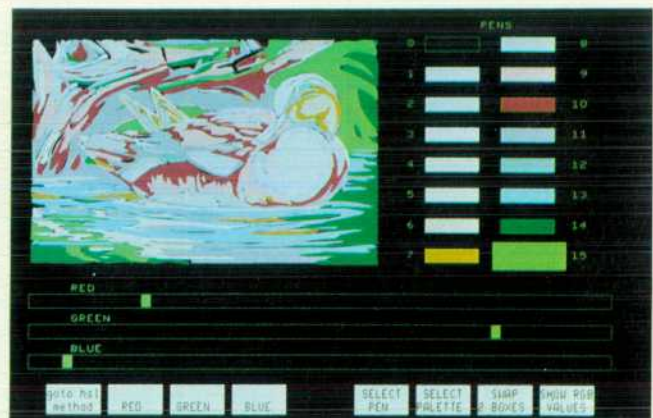 PENS
0 8
1 9
2 10
3 11
4 12
5 13
6 14
7 15
RED
GREEN
BLUE
goto hsl method RED GREEN BLUE SELECT PEN SELECT PALETTE SWAP 2 BOXES SHOW RGB VALUES